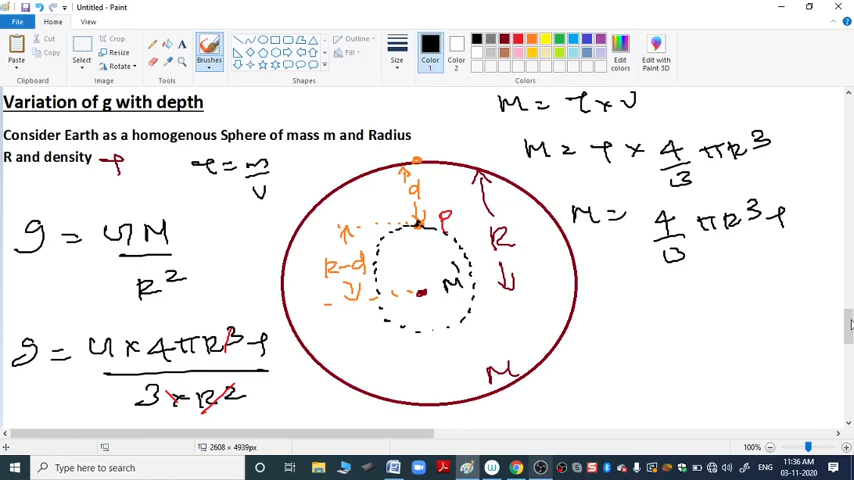 Untitled - Paint
File Home View
Paste
Cut
Copy
Clipboard
Select
Crop
Resize
Rotate
Image
Tools
Brushes
Outline
Fill
Shapes
Size
Color 1
Color 2
Colors
Edit colors
Edit with Paint 3D
Variation of g with depth
Consider Earth as a homogenous Sphere of mass m and Radius
R and density ρ
ρ = m/V
M = ρ x V
M = ρ x 4/3 πR³
M = 4/3 πR³ρ
g = GM/R²
g = G x 4πR³ρ / 3 x R²
d
P
R
R-d
M'
M
2608 × 4939px
100%
Type here to search
ENG
11:36 AM
03-11-2020